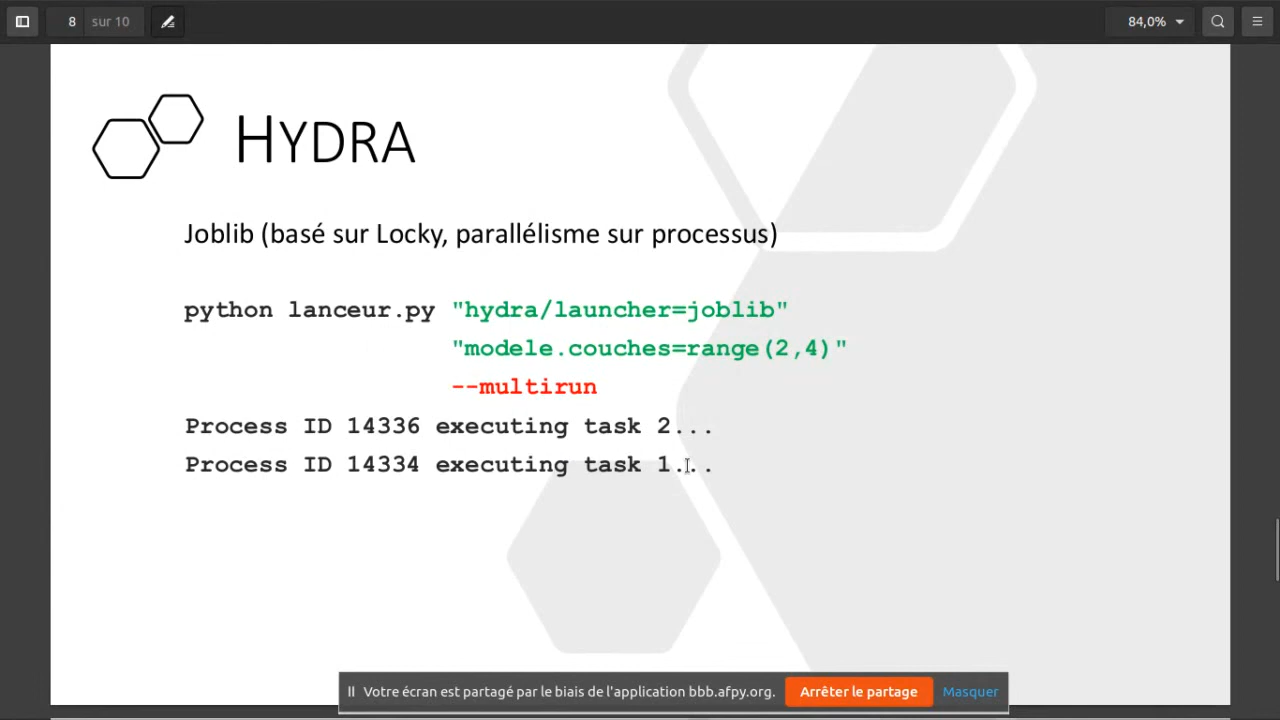 8 sur 10
84,0%
HYDRA
Joblib (basé sur Locky, parallélisme sur processus)
python lanceur.py "hydra/launcher=joblib"
"modele.couches=range(2,4)"
--multirun
Process ID 14336 executing task 2...
Process ID 14334 executing task 1...
Votre écran est partagé par le biais de l'application bbb.afpy.org.
Arrêter le partage
Masquer